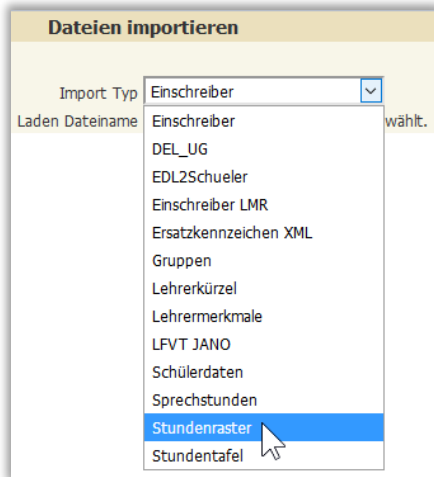 Dateien importieren
Import Typ Einschreiber
Laden Dateiname Einschreiber wählt.
DEL_UG
EDL2Schueler
Einschreiber LMR
Ersatzkennzeichen XML
Gruppen
Lehrerkürzel
Lehrermerkmale
LFVT JANO
Schülerdaten
Sprechstunden
Stundenraster
Stundentafel